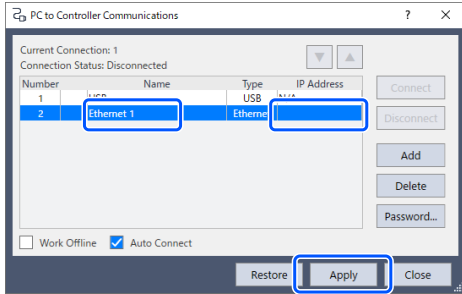 PC to Controller Communications
Current Connection: 1
Connection Status: Disconnected
Number Name Type IP Address
1 USB USB N/A
2 Ethernet 1 Etherne
Connect
Disconnect
Add
Delete
Password...
Work Offline Auto Connect
Restore Apply Close